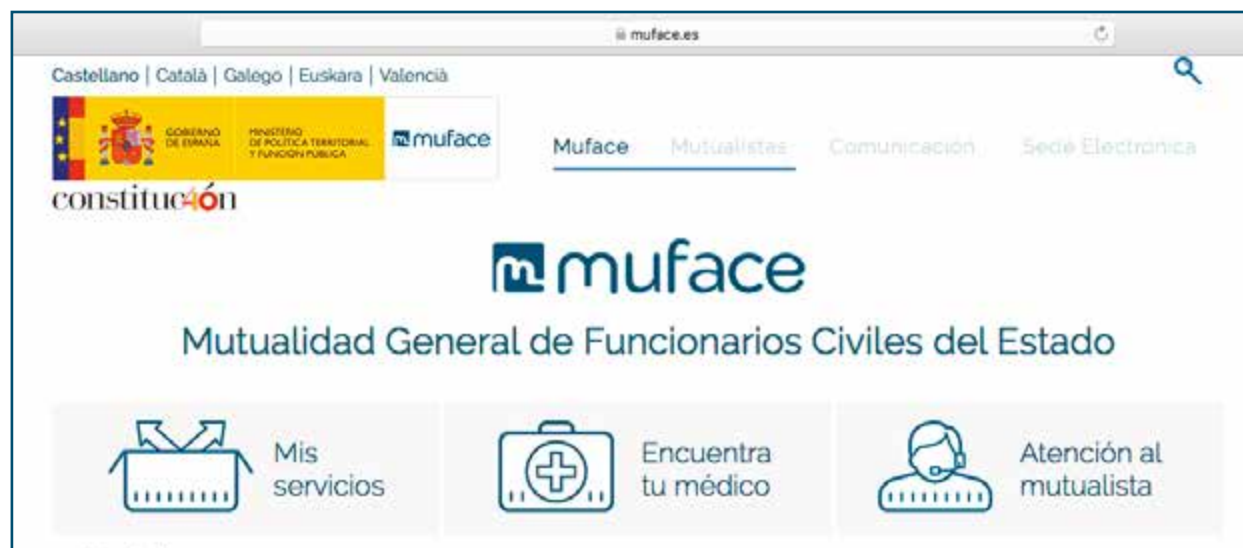 muface.es
Castellano | Català | Galego | Euskara | Valencià
GOBIERNO
DE ESPAÑA
MINISTERIO
DE POLÍTICA TERRITORIAL
Y FUNCIÓN PÚBLICA
muface
Muface Mutualistas Comunicación Sede Electrónica
constituc4ón
muface
Mutualidad General de Funcionarios Civiles del Estado
Mis
servicios
Encuentra
tu médico
Atención al
mutualista